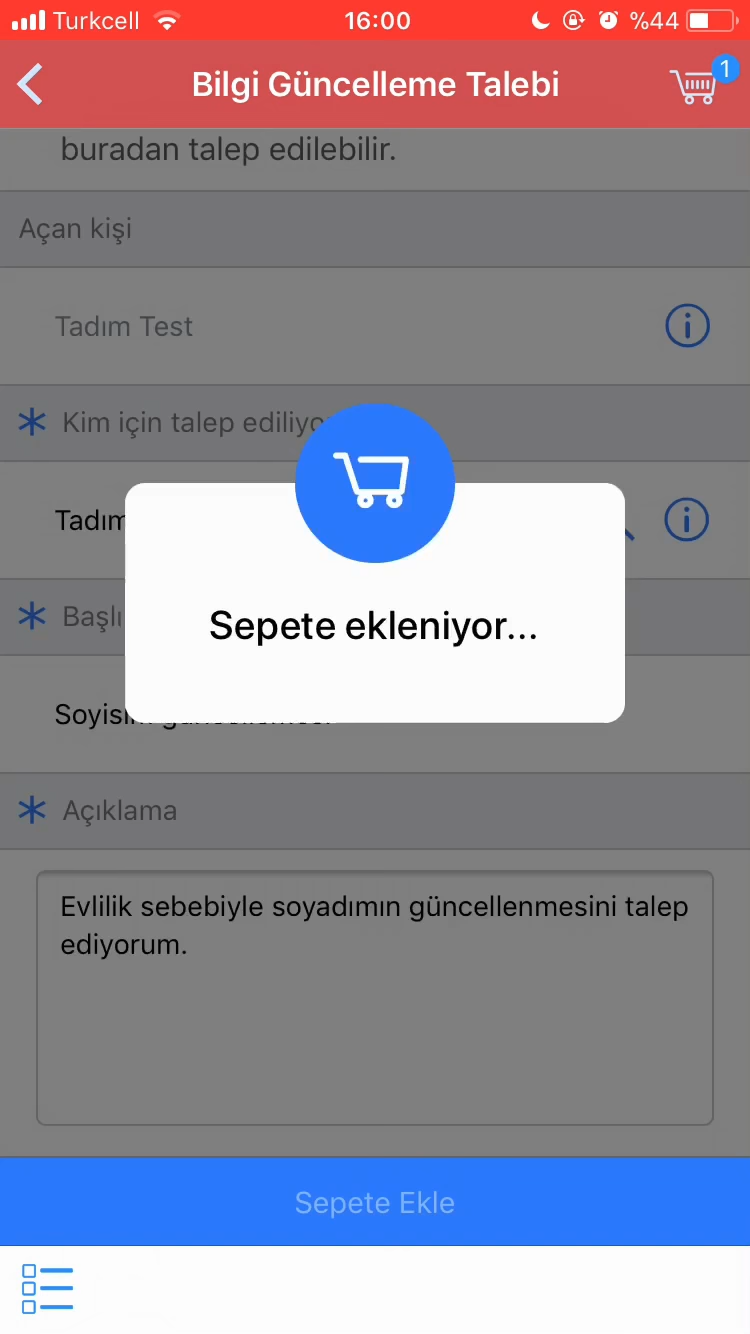 Turkcell 16:00 %44
Bilgi Güncelleme Talebi 1
buradan talep edilebilir.
Açan kişi
Tadım Test
Kim için talep ediliyo
Tadım
Sepete ekleniyor...
Başlı
Açıklama
Evlilik sebebiyle soyadımın güncellenmesini talep
ediyorum.
Sepete Ekle